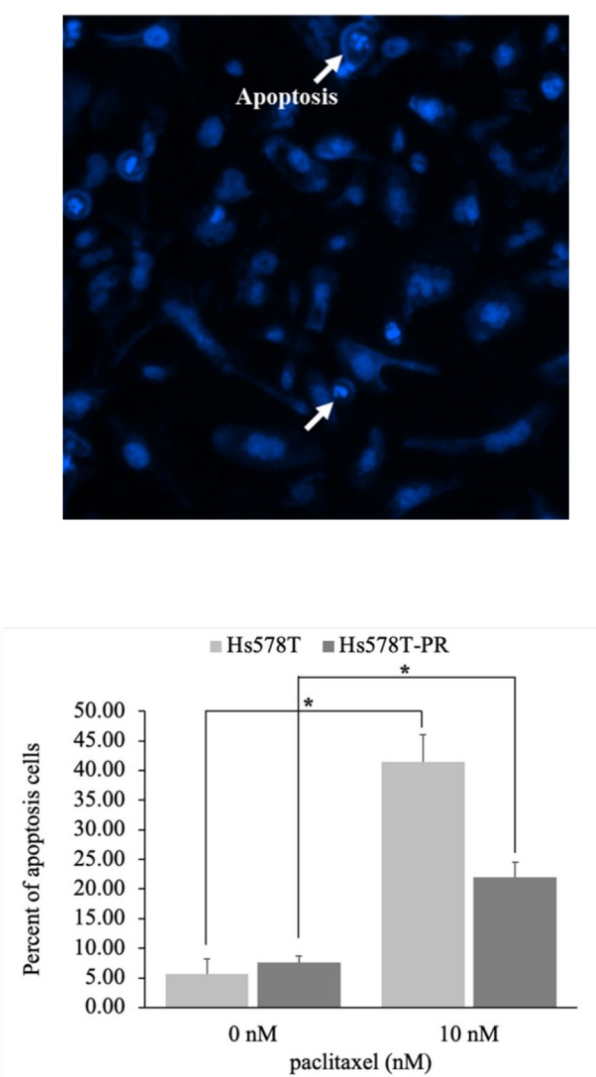 Apoptosis
Hs578T Hs578T-PR
*
*
Percent of apoptosis cells
50.00
45.00
40.00
35.00
30.00
25.00
20.00
15.00
10.00
5.00
0.00
0 nM 10 nM
paclitaxel (nM)